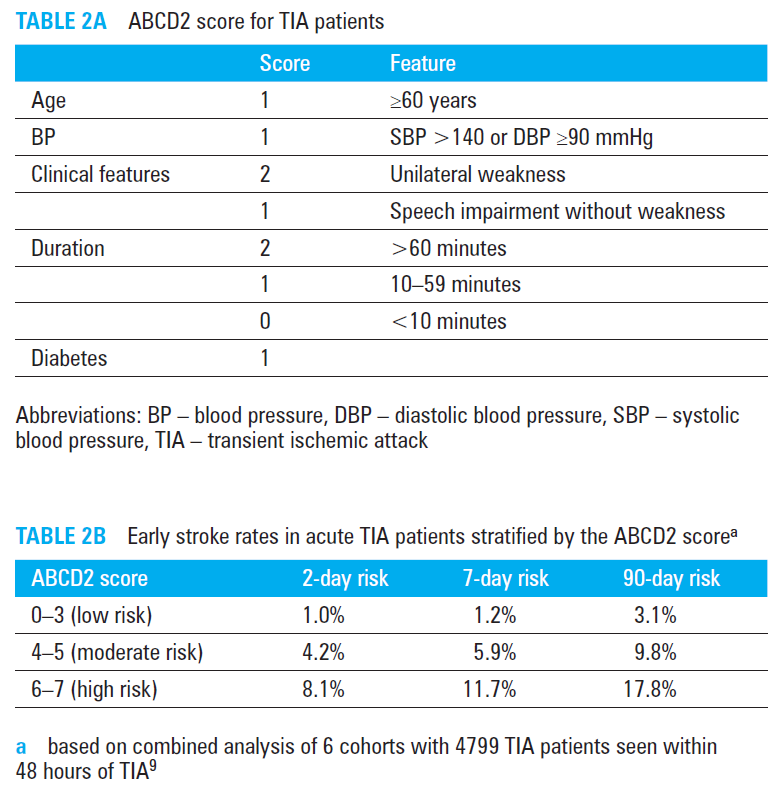 TABLE 2A ABCD2 score for TIA patients
Score Feature
Age 1 ≥60 years
BP 1 SBP >140 or DBP ≥90 mmHg
Clinical features 2 Unilateral weakness
1 Speech impairment without weakness
Duration 2 >60 minutes
1 10–59 minutes
0 <10 minutes
Diabetes 1
Abbreviations: BP – blood pressure, DBP – diastolic blood pressure, SBP – systolic
blood pressure, TIA – transient ischemic attack
TABLE 2B Early stroke rates in acute TIA patients stratified by the ABCD2 scoreª
ABCD2 score 2-day risk 7-day risk 90-day risk
0–3 (low risk) 1.0% 1.2% 3.1%
4–5 (moderate risk) 4.2% 5.9% 9.8%
6–7 (high risk) 8.1% 11.7% 17.8%
a based on combined analysis of 6 cohorts with 4799 TIA patients seen within
48 hours of TIA⁹